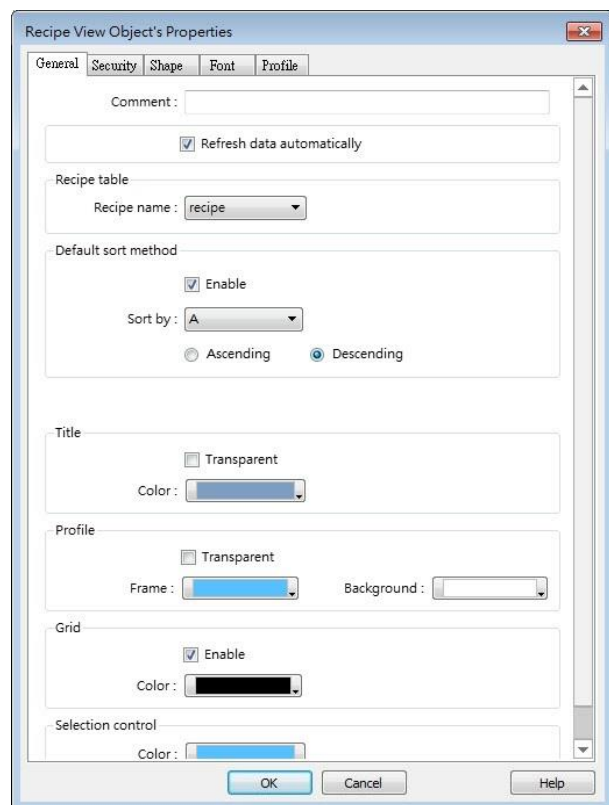 Recipe View Object's Properties
General Security Shape Font Profile
Comment :
Refresh data automatically
Recipe table
Recipe name : recipe
Default sort method
Enable
Sort by : A
Ascending Descending
Title
Transparent
Color :
Profile
Transparent
Frame : Background :
Grid
Enable
Color :
Selection control
Color :
OK Cancel Help